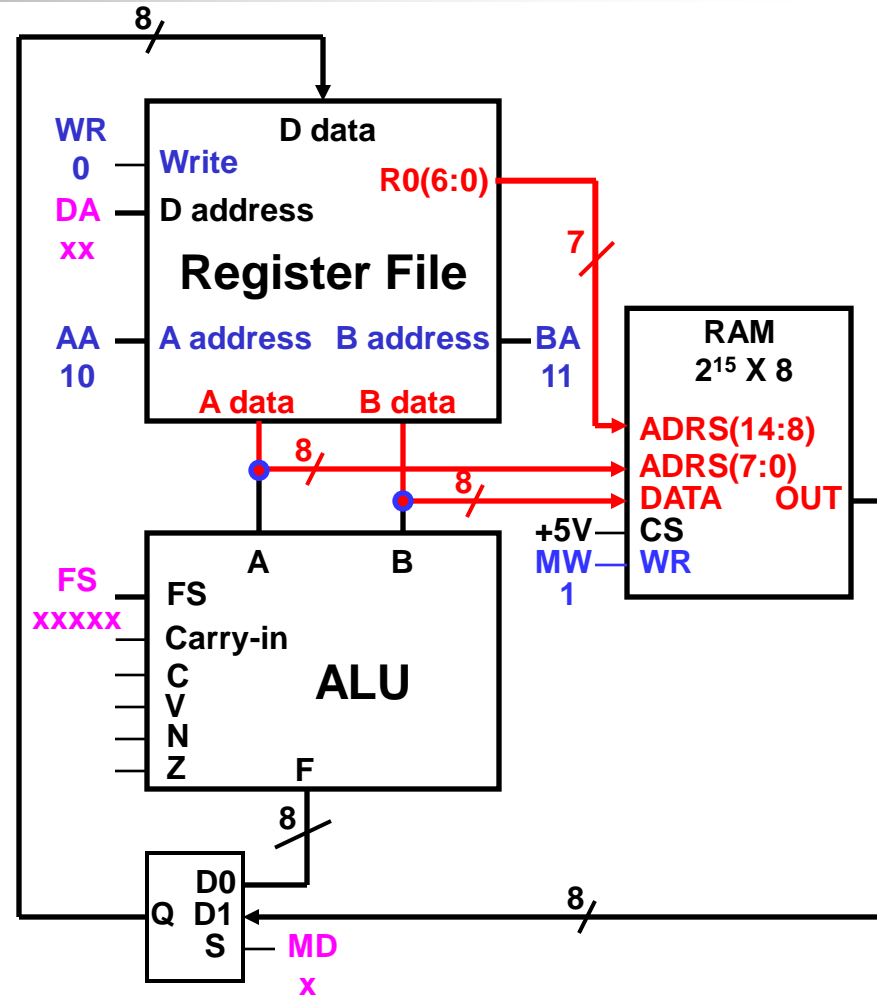 8
D data
WR
0
Write
R0(6:0)
DA
xx
D address
7
Register File
AA
10
A address
B address
BA
11
RAM
2¹⁵ X 8
A data
B data
ADRS(14:8)
8
ADRS(7:0)
8
DATA
OUT
+5V
CS
MW
1
WR
A
B
FS
xxxxx
FS
Carry-in
ALU
C
V
N
Z
F
8
D0
Q
D1
8
S
MD
x